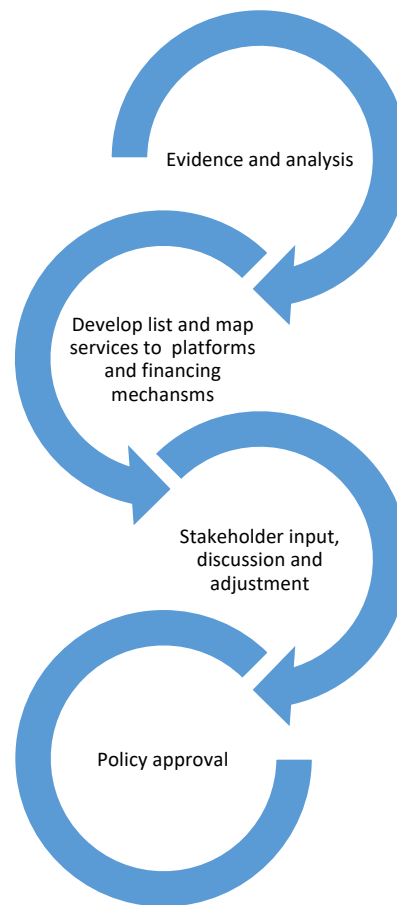 Evidence and analysis
Develop list and map
services to platforms
and financing
mechansms
Stakeholder input,
discussion and
adjustment
Policy approval